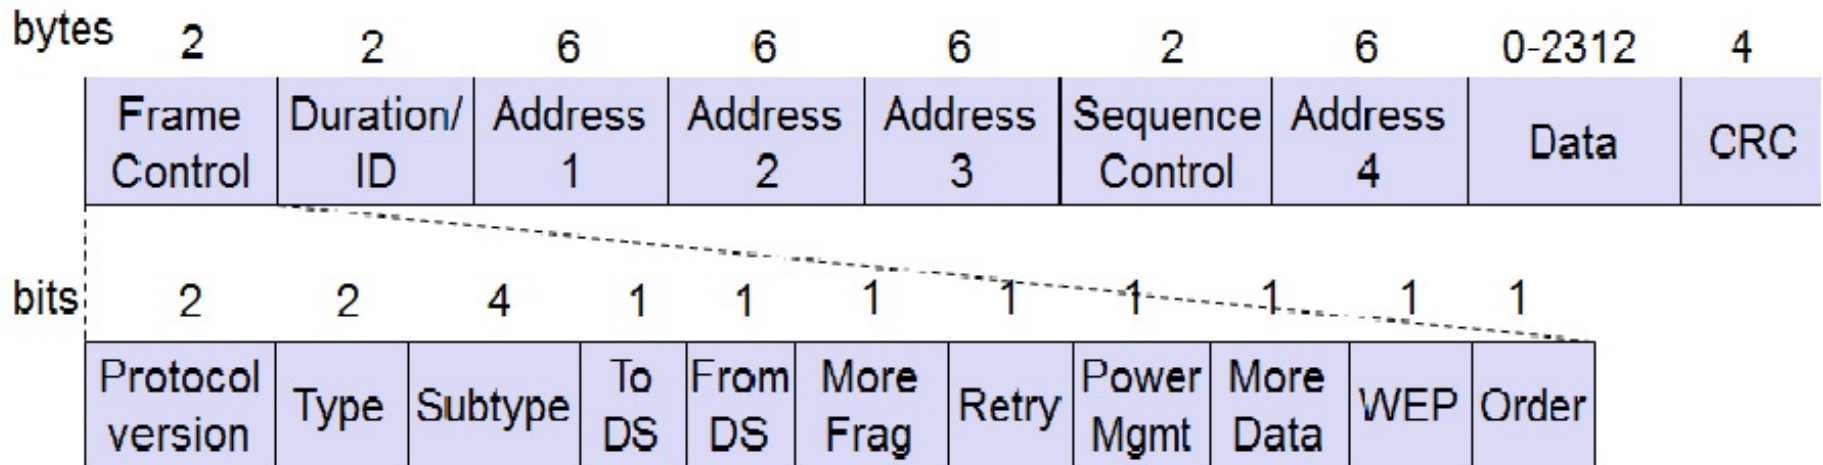 bytes 2 2 6 6 6 2 6 0-2312 4
Frame Control Duration/ ID Address 1 Address 2 Address 3 Sequence Control Address 4 Data CRC
bits 2 2 4 1 1 1 1 1 1 1 1
Protocol version Type Subtype To DS From DS More Frag Retry Power Mgmt More Data WEP Order